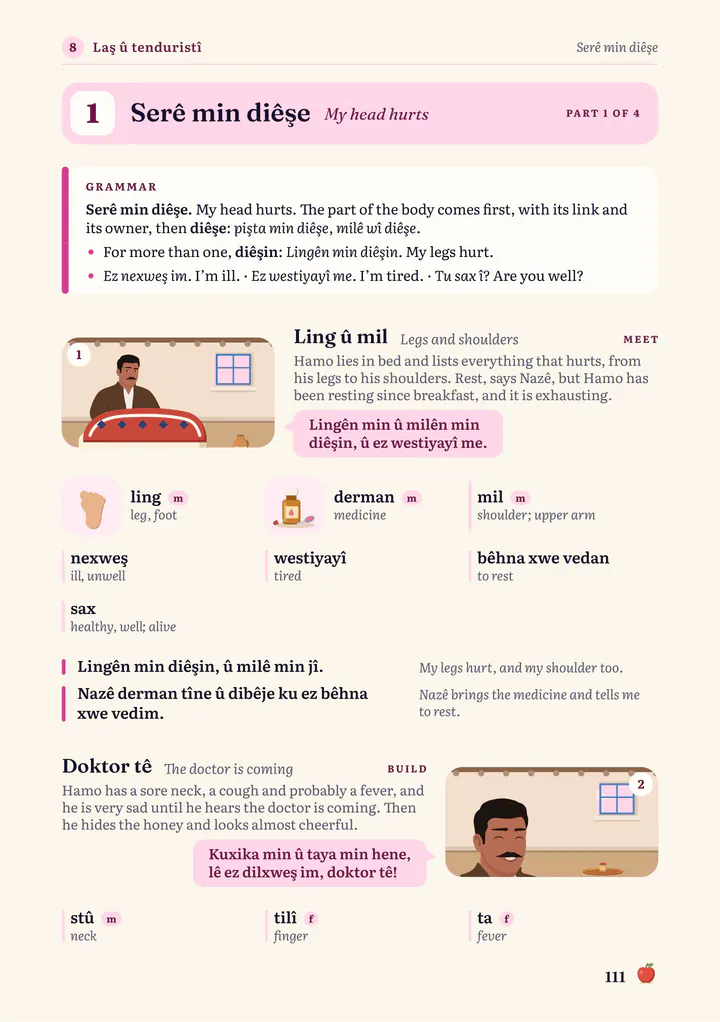 8 Laş û tenduristî
Serê min diêşe
1 Serê min diêşe My head hurts PART 1 OF 4
GRAMMAR
Serê min diêşe. My head hurts. The part of the body comes first, with its link and
its owner, then diêşe: pişta min diêşe, milê wî diêşe.
• For more than one, diêşin: Lingên min diêşin. My legs hurt.
• Ez nexweş im. I’m ill. · Ez westiyayî me. I’m tired. · Tu sax î? Are you well?
1
Ling û mil Legs and shoulders MEET
Hamo lies in bed and lists everything that hurts, from
his legs to his shoulders. Rest, says Nazê, but Hamo has
been resting since breakfast, and it is exhausting.
Lingên min û milên min
diêşin, û ez westiyayî me.
ling m
leg, foot
derman m
medicine
mil m
shoulder; upper arm
nexweş
ill, unwell
westiyayî
tired
bêhna xwe vedan
to rest
sax
healthy, well; alive
Lingên min diêşin, û milê min jî.
My legs hurt, and my shoulder too.
Nazê derman tîne û dibêje ku ez bêhna
xwe vedim.
Nazê brings the medicine and tells me
to rest.
Doktor tê The doctor is coming BUILD
Hamo has a sore neck, a cough and probably a fever, and
he is very sad until he hears the doctor is coming. Then
he hides the honey and looks almost cheerful.
Kuxika min û taya min hene,
lê ez dilxweş im, doktor tê!
2
stû m
neck
tilî f
finger
ta f
fever
111